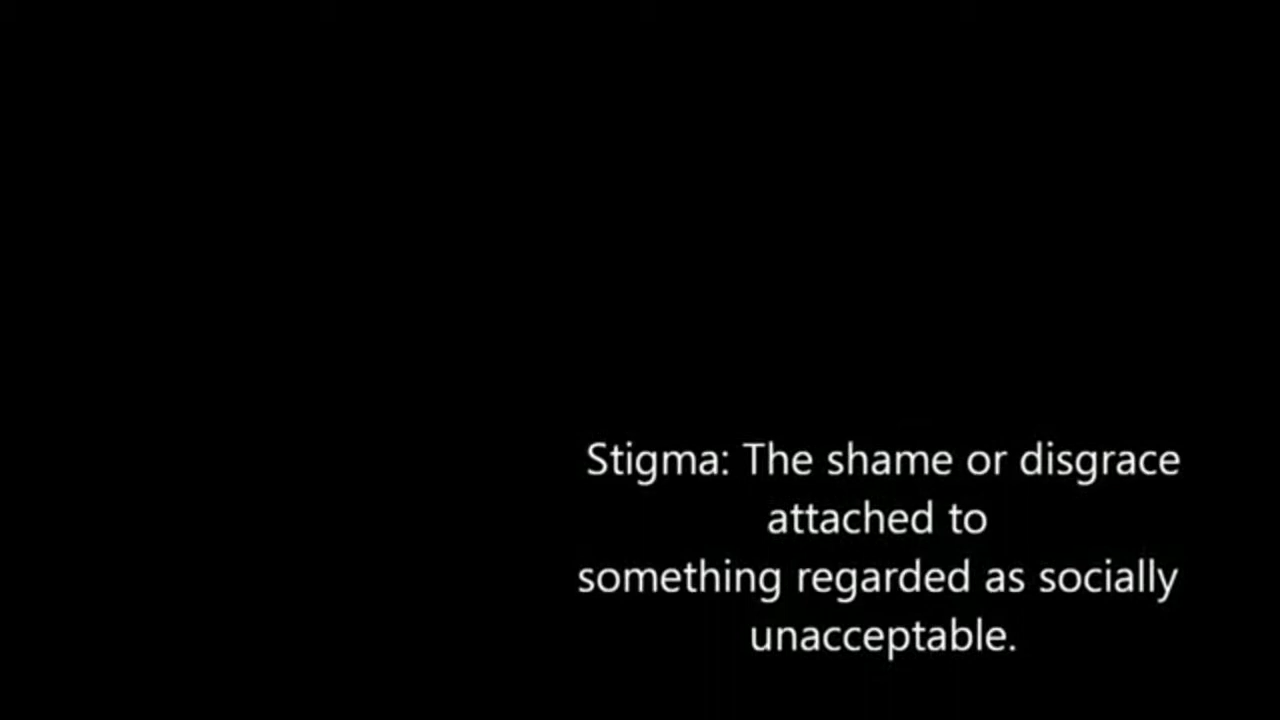 Stigma: The shame or disgrace
attached to
something regarded as socially
unacceptable.